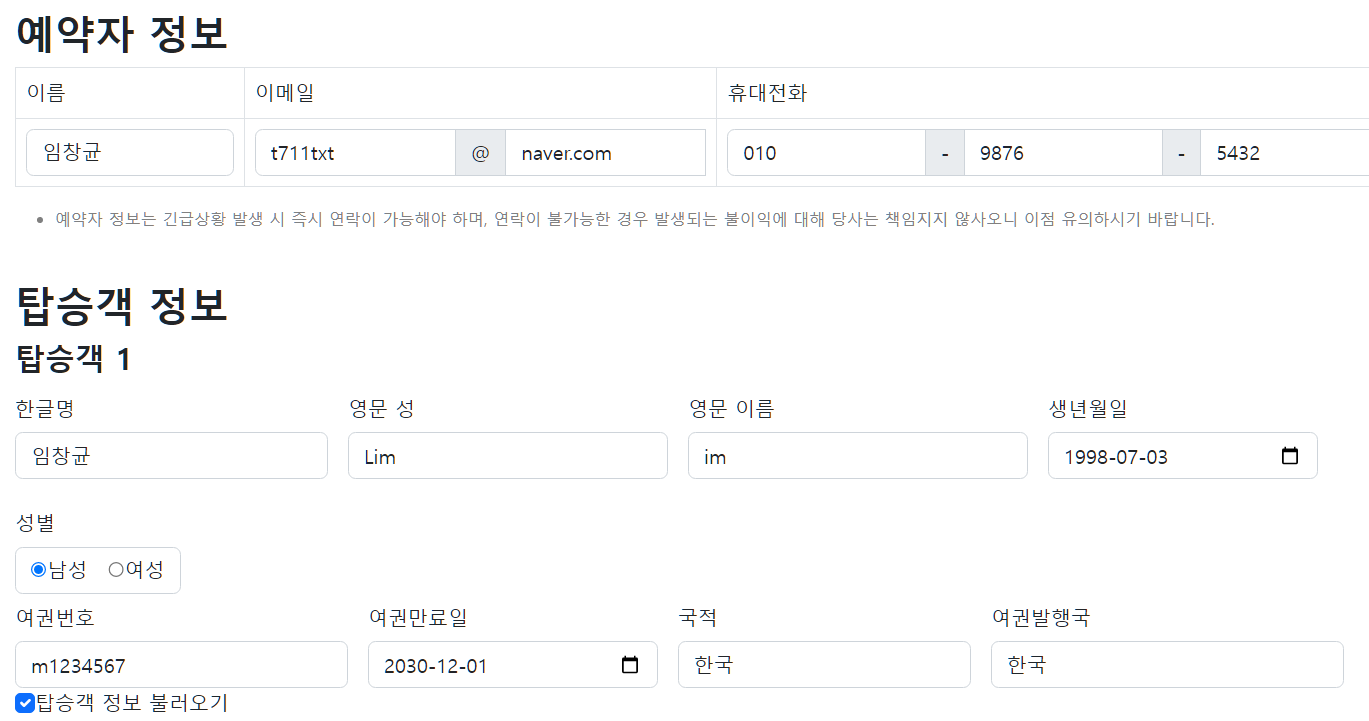 예약자 정보
이름 이메일 휴대전화
임창균 t711txt @ naver.com 010 - 9876 - 5432
예약자 정보는 긴급상황 발생 시 즉시 연락이 가능해야 하며, 연락이 불가능한 경우 발생되는 불이익에 대해 당사는 책임지지 않사오니 이점 유의하시기 바랍니다.
탑승객 정보
탑승객 1
한글명 영문 성 영문 이름 생년월일
임창균 Lim im 1998-07-03
성별
남성 여성
여권번호 여권만료일 국적 여권발행국
m1234567 2030-12-01 한국 한국
탑승객 정보 불러오기